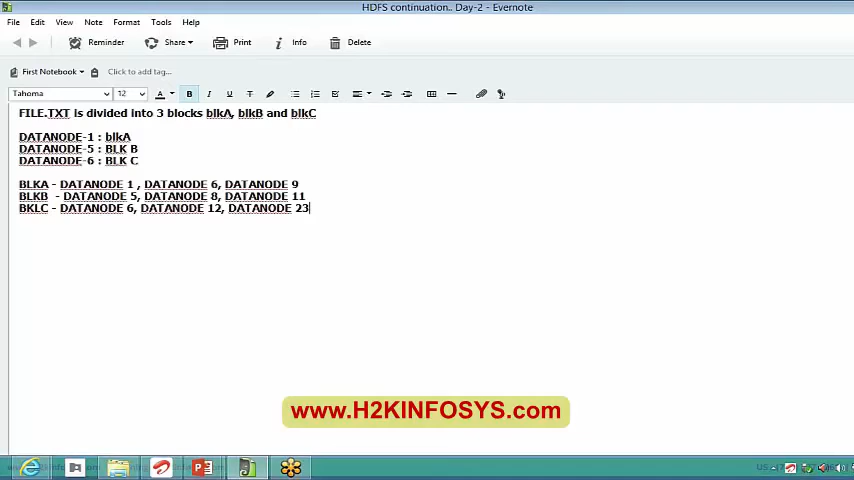 HDFS continuation.. Day-2 - Evernote
File Edit View Note Format Tools Help
Reminder Share Print Info Delete
First Notebook Click to add tag...
Tahoma 12 A B I U T
FILE.TXT is divided into 3 blocks blkA, blkB and blkC
DATANODE-1 : blkA
DATANODE-5 : BLK B
DATANODE-6 : BLK C
BLKA - DATANODE 1 , DATANODE 6, DATANODE 9
BLKB - DATANODE 5, DATANODE 8, DATANODE 11
BKLC - DATANODE 6, DATANODE 12, DATANODE 23
www.H2KINFOSYS.com